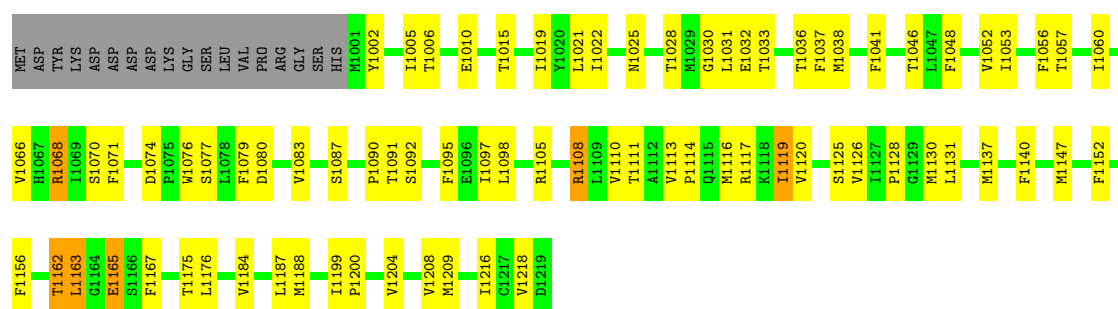 MET ASP TYR LYS ASP ASP ASP ASP LYS GLY SER LEU VAL PRO ARG GLY SER HIS M1001 Y1002 I1005 T1006 E1010 T1015 I1019 Y1020 L1021 I1022 N1025 T1028 M1029 G1030 L1031 E1032 T1033 T1036 F1037 M1038 F1041 T1046 L1047 F1048 V1052 I1053 F1056 T1057 I1060
V1066 H1067 R1068 I1069 S1070 F1071 D1074 P1075 W1076 S1077 L1078 F1079 D1080 V1083 S1087 P1090 T1091 S1092 F1095 E1096 I1097 L1098 R1105 R1108 L1109 V1110 T1111 A1112 V1113 P1114 Q1115 M1116 R1117 K1118 I1119 V1120 S1125 V1126 I1127 P1128 G1129 M1130 L1131 M1137 F1140 M1147 F1152
F1156 T1162 L1163 G1164 E1165 S1166 F1167 T1175 L1176 V1184 L1187 M1188 I1199 P1200 V1204 V1208 M1209 I1216 C1217 V1218 D1219